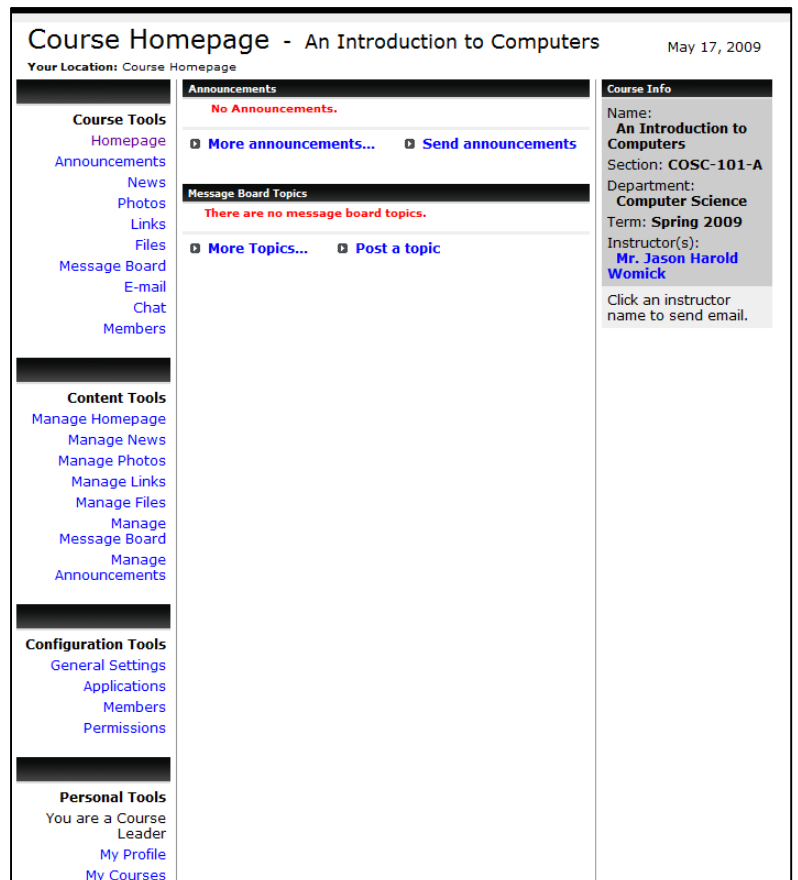 Course Homepage - An Introduction to Computers
May 17, 2009
Your Location: Course Homepage
Course Tools
Homepage
Announcements
News
Photos
Links
Files
Message Board
E-mail
Chat
Members
Content Tools
Manage Homepage
Manage News
Manage Photos
Manage Links
Manage Files
Manage
Message Board
Manage
Announcements
Configuration Tools
General Settings
Applications
Members
Permissions
Personal Tools
You are a Course
Leader
My Profile
My Courses
Announcements
No Announcements.
More announcements... Send announcements
Message Board Topics
There are no message board topics.
More Topics... Post a topic
Course Info
Name:
An Introduction to
Computers
Section: COSC-101-A
Department:
Computer Science
Term: Spring 2009
Instructor(s):
Mr. Jason Harold
Womick
Click an instructor
name to send email.